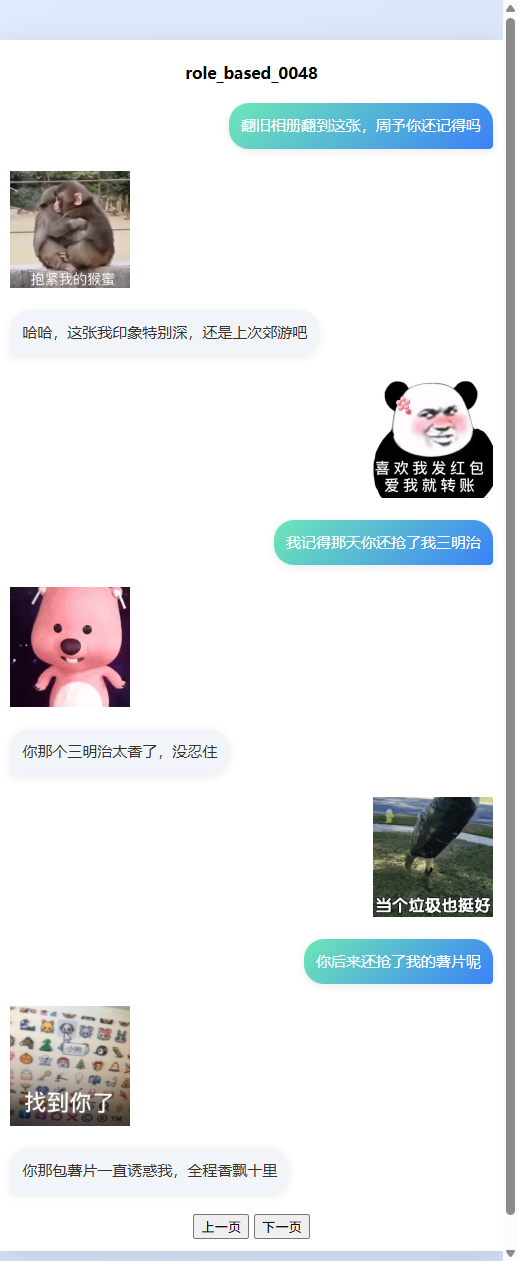 role_based_0048
翻旧相册翻到这张，周予你还记得吗
抱紧我的猴蜜
哈哈，这张我印象特别深，还是上次郊游吧
喜欢我发红包
爱我就转账
我记得那天你还抢了我三明治
你那个三明治太香了，没忍住
当个垃圾也挺好
你后来还抢了我的薯片呢
小狗
找到你了
你那包薯片一直诱惑我，全程香飘十里
上一页 下一页